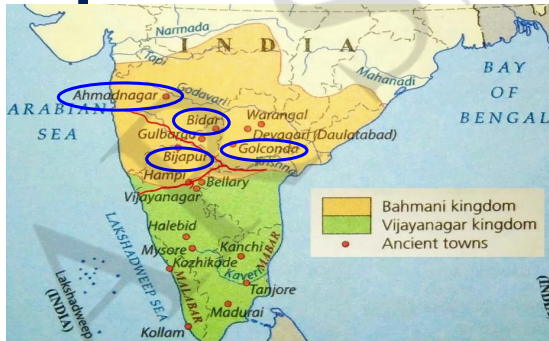 Narmada
INDIA
Tapi
Mahanadi
Godavari
Ahmadnagar
BAY
OF
BENGAL
ARABIAN
SEA
Bidar
Warangal
Devagari (Daulatabad)
Gulbarga
Golconda
Bijapur
Krishna
Hampi
Bellary
Vijayanagar
Bahmani kingdom
Vijayanagar kingdom
Ancient towns
LAKSHADWEEP SEA
Halebid
Mysore
Kanchi
MABAR
Kozhikode
Kaveri
Lakshadweep
(INDIA)
MALABAR
Tanjore
Madurai
Kollam